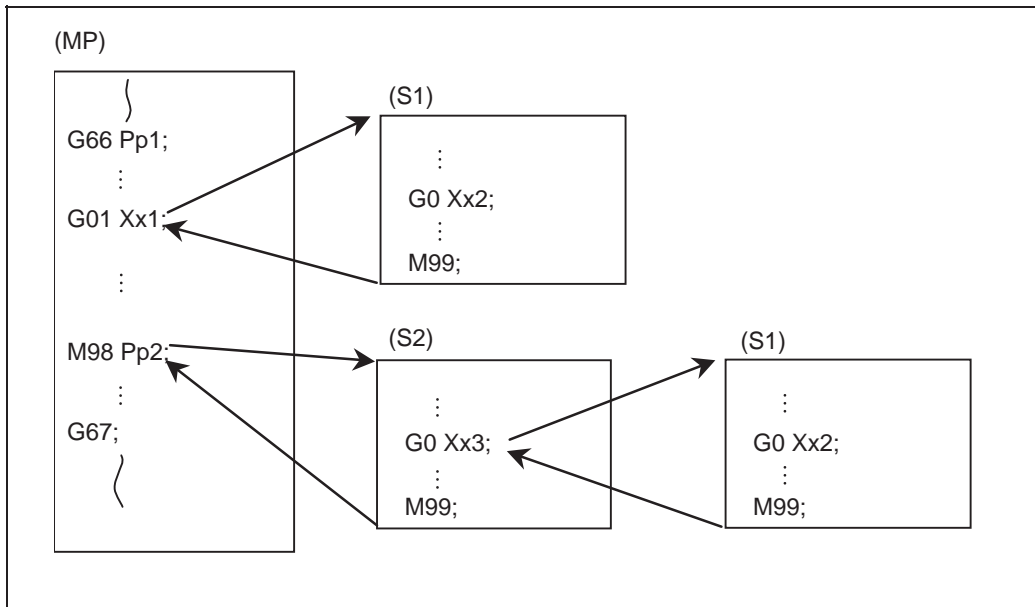 (MP)
G66 Pp1;
⋮
G01 Xx1;
⋮
M98 Pp2;
⋮
G67;
(S1)
⋮
G0 Xx2;
⋮
M99;
(S2)
⋮
G0 Xx3;
⋮
M99;
(S1)
⋮
G0 Xx2;
⋮
M99;